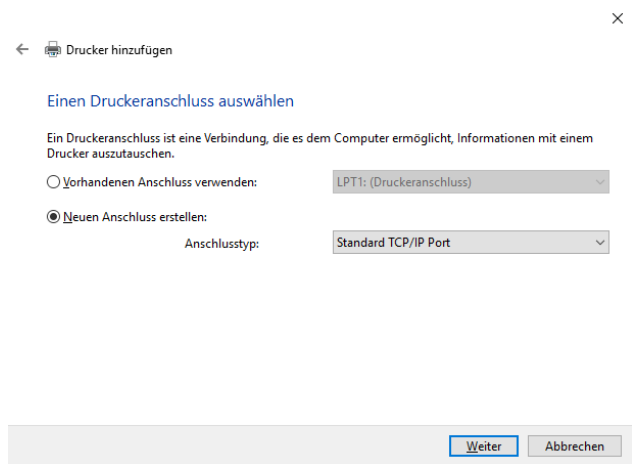 Drucker hinzufügen
Einen Druckeranschluss auswählen
Ein Druckeranschluss ist eine Verbindung, die es dem Computer ermöglicht, Informationen mit einem
Drucker auszutauschen.
Vorhandenen Anschluss verwenden: LPT1: (Druckeranschluss)
Neuen Anschluss erstellen:
Anschlusstyp: Standard TCP/IP Port
Weiter Abbrechen